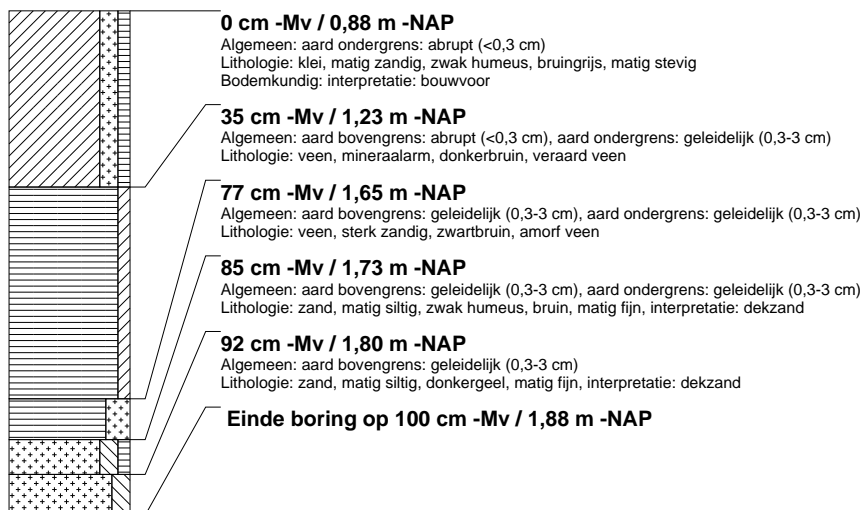 0 cm -Mv / 0,88 m -NAP
Algemeen: aard ondergrens: abrupt (<0,3 cm)
Lithologie: klei, matig zandig, zwak humeus, bruingrijs, matig stevig
Bodemkundig: interpretatie: bouwvoor
35 cm -Mv / 1,23 m -NAP
Algemeen: aard bovengrens: abrupt (<0,3 cm), aard ondergrens: geleidelijk (0,3-3 cm)
Lithologie: veen, mineraalarm, donkerbruin, veraard veen
77 cm -Mv / 1,65 m -NAP
Algemeen: aard bovengrens: geleidelijk (0,3-3 cm), aard ondergrens: geleidelijk (0,3-3 cm)
Lithologie: veen, sterk zandig, zwartbruin, amorf veen
85 cm -Mv / 1,73 m -NAP
Algemeen: aard bovengrens: geleidelijk (0,3-3 cm), aard ondergrens: geleidelijk (0,3-3 cm)
Lithologie: zand, matig siltig, zwak humeus, bruin, matig fijn, interpretatie: dekzand
92 cm -Mv / 1,80 m -NAP
Algemeen: aard bovengrens: geleidelijk (0,3-3 cm)
Lithologie: zand, matig siltig, donkergeel, matig fijn, interpretatie: dekzand
Einde boring op 100 cm -Mv / 1,88 m -NAP